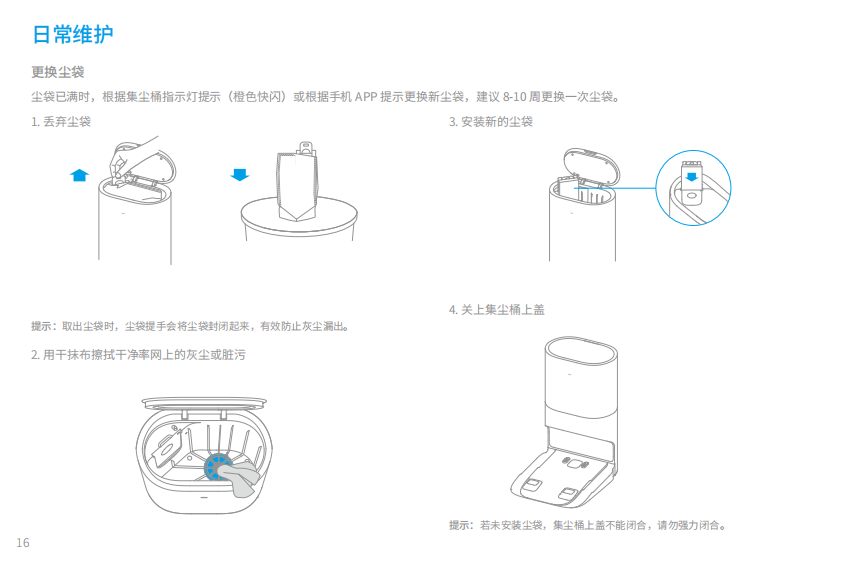 日常维护
更换尘袋
尘袋已满时，根据集尘桶指示灯提示（橙色快闪）或根据手机 APP 提示更换新尘袋，建议 8-10 周更换一次尘袋。
1. 丢弃尘袋
提示：取出尘袋时，尘袋提手会将尘袋封闭起来，有效防止灰尘漏出。
2. 用干抹布擦拭干净率网上的灰尘或脏污
3. 安装新的尘袋
4. 关上集尘桶上盖
提示：若未安装尘袋，集尘桶上盖不能闭合，请勿强力闭合。
16